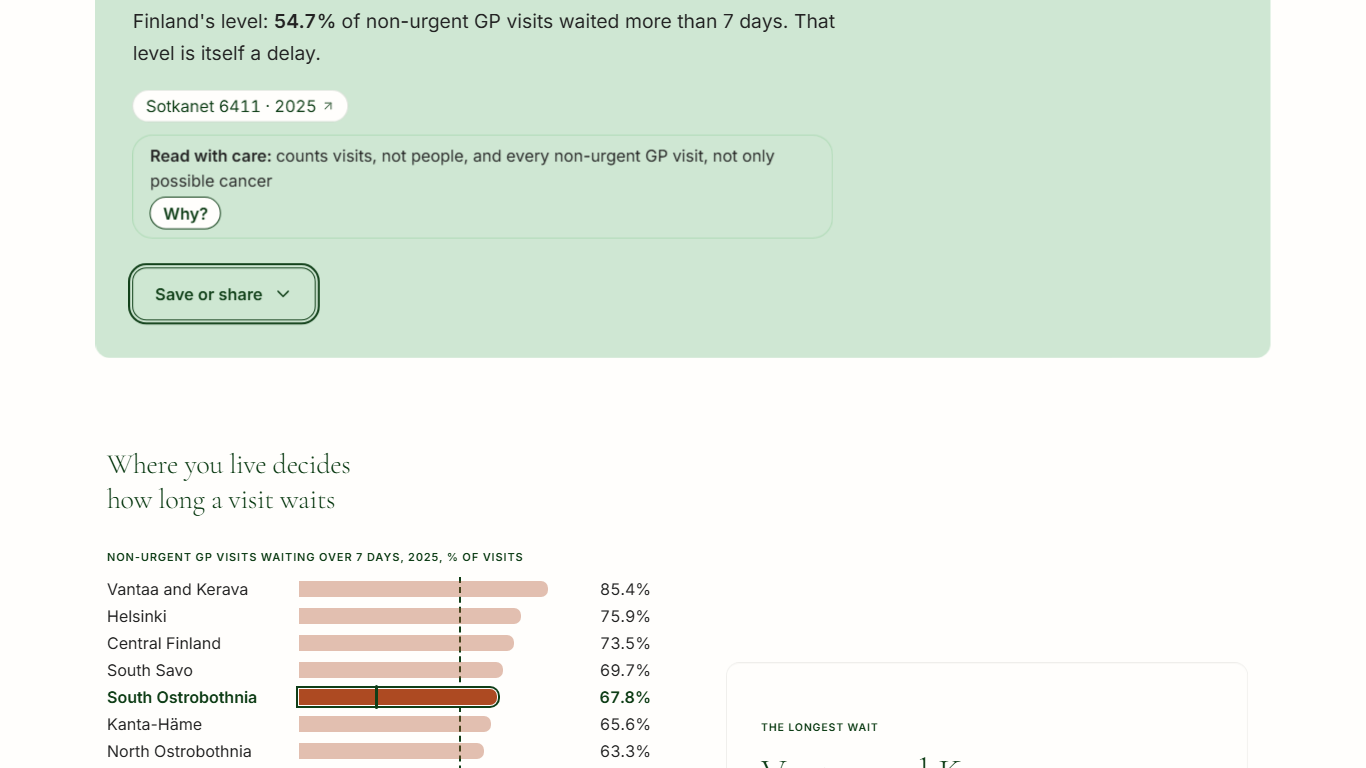 Finland's level: 54.7% of non-urgent GP visits waited more than 7 days. That
level is itself a delay.
Sotkanet 6411 · 2025 ↗
Read with care: counts visits, not people, and every non-urgent GP visit, not only
possible cancer
Why?
Save or share
Where you live decides
how long a visit waits
NON-URGENT GP VISITS WAITING OVER 7 DAYS, 2025, % OF VISITS
Vantaa and Kerava 85.4%
Helsinki 75.9%
Central Finland 73.5%
South Savo 69.7%
South Ostrobothnia 67.8%
Kanta-Häme 65.6%
North Ostrobothnia 63.3%
THE LONGEST WAIT